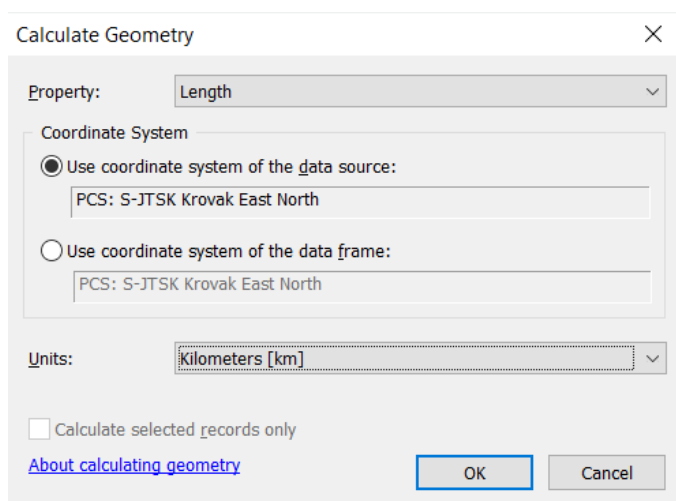 Calculate Geometry
Property: Length
Coordinate System
Use coordinate system of the data source:
PCS: S-JTSK Krovak East North
Use coordinate system of the data frame:
PCS: S-JTSK Krovak East North
Units: Kilometers [km]
Calculate selected records only
About calculating geometry
OK Cancel